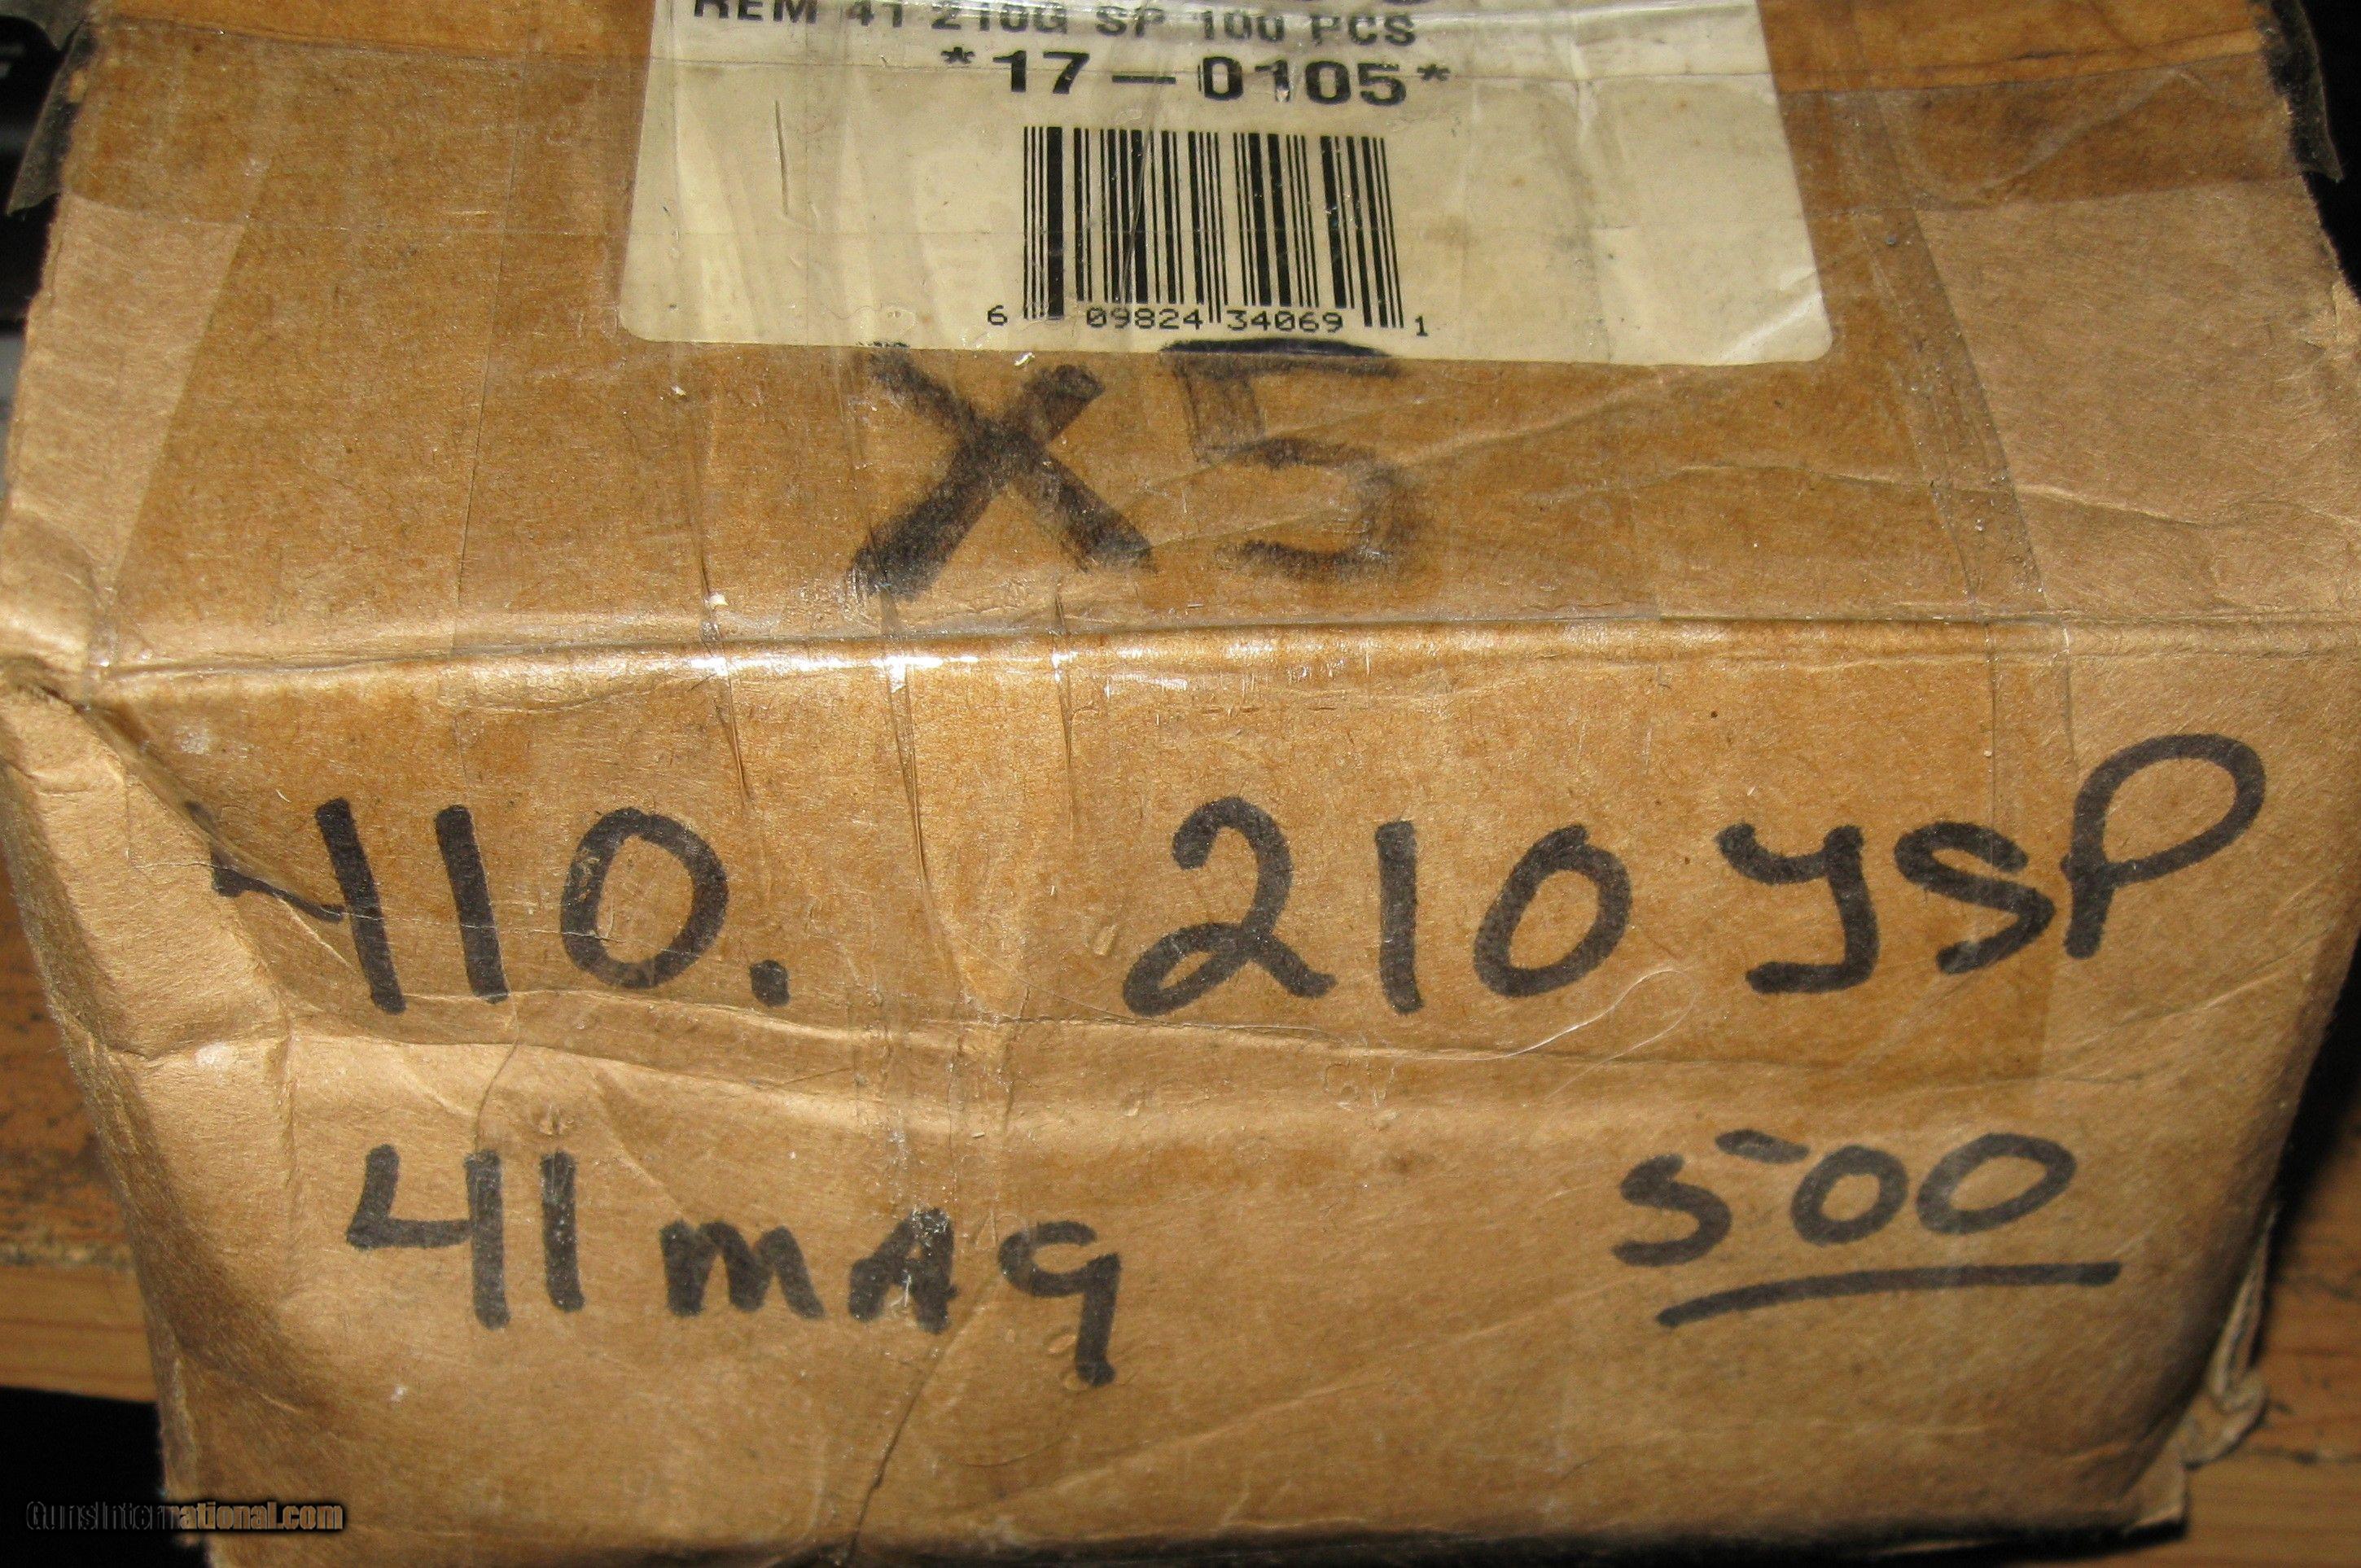 REM 41 210G SP 100 PCS
*17-0105*
6 09824 34069 1
X5
410. 210 gSP
41 MAg 500
GunsInternational.com